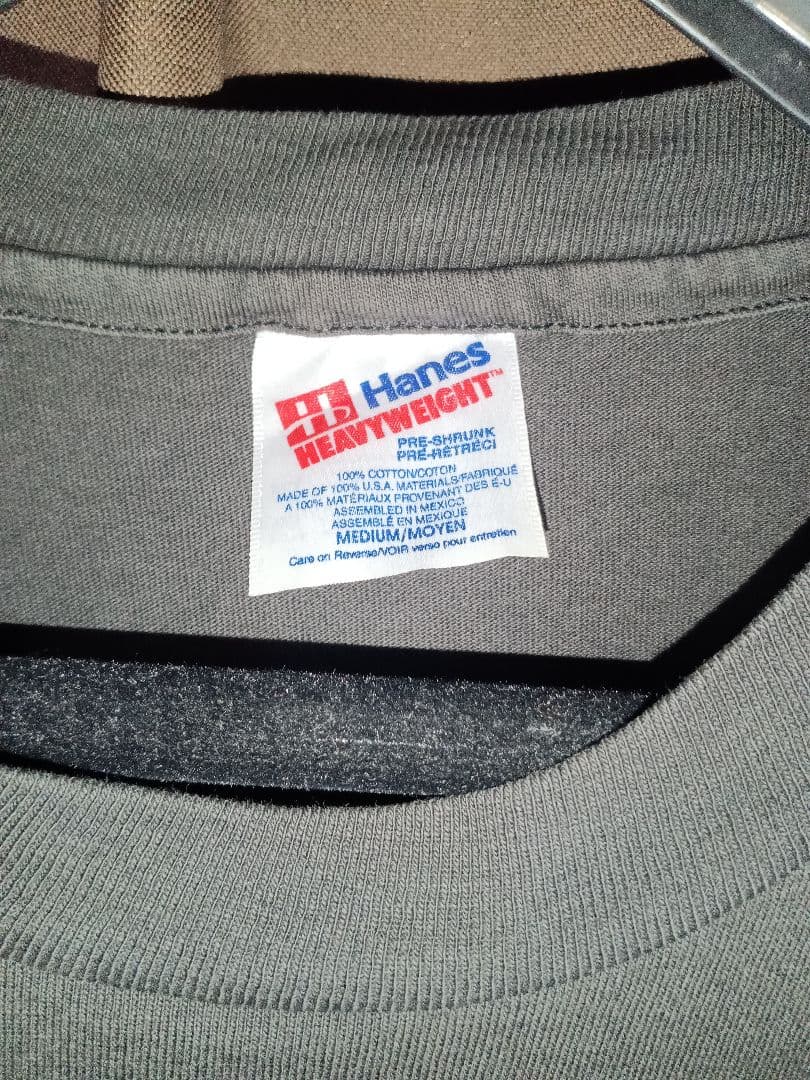 Hanes
HEAVYWEIGHT™
PRE-SHRUNK
PRÉ-RÉTRÉCI
100% COTTON/COTON
MADE OF 100% U.S.A. MATERIALS/FABRIQUÉ
A 100% MATÉRIAUX PROVENANT DES É-U
ASSEMBLED IN MEXICO
ASSEMBLÉ EN MEXIQUE
MEDIUM/MOYEN
Care on Reverse/VOIR verso pour entretien